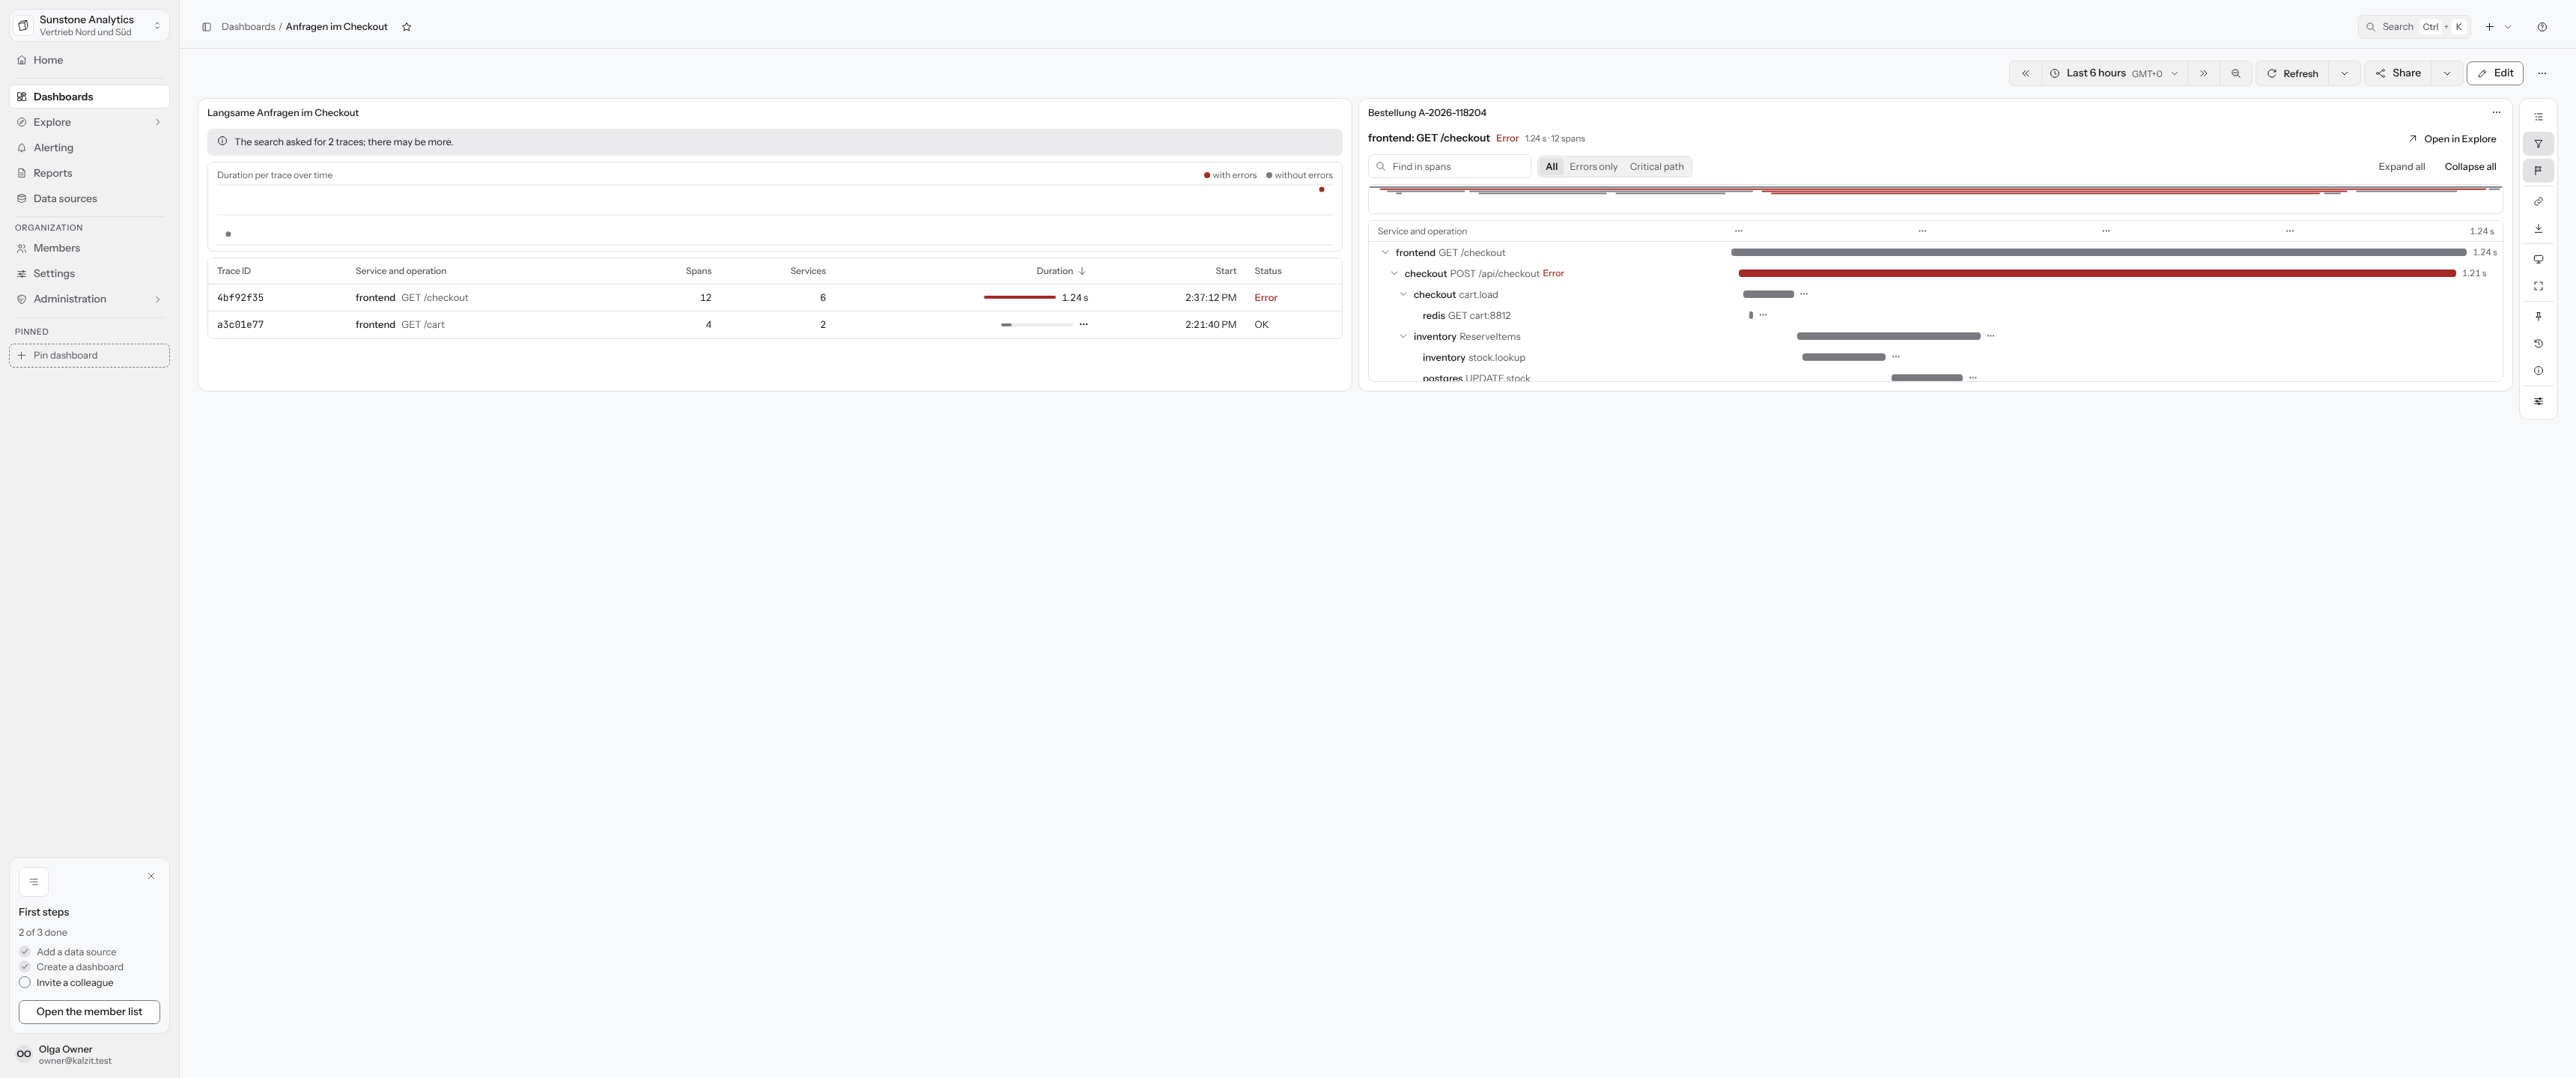 Sunstone Analytics
Vertrieb Nord und Süd
Home
Dashboards
Explore
Alerting
Reports
Data sources
ORGANIZATION
Members
Settings
Administration
PINNED
Pin dashboard
First steps
2 of 3 done
Add a data source
Create a dashboard
Invite a colleague
Open the member list
OO Olga Owner
owner@kalzit.test
Dashboards / Anfragen im Checkout
Search Ctrl + K
Last 6 hours GMT+0
Refresh
Share
Edit
Langsame Anfragen im Checkout
The search asked for 2 traces; there may be more.
Duration per trace over time
with errors without errors
Trace ID Service and operation Spans Services Duration Start Status
4bf92f35 frontend GET /checkout 12 6 1.24 s 2:37:12 PM Error
a3c01e77 frontend GET /cart 4 2 ... 2:21:40 PM OK
Bestellung A-2026-118204
frontend: GET /checkout Error 1.24 s · 12 spans
Open in Explore
Find in spans
All Errors only Critical path
Expand all Collapse all
Service and operation ... ... ... ... 1.24 s
frontend GET /checkout 1.24 s
checkout POST /api/checkout Error 1.21 s
checkout cart.load ...
redis GET cart:8812 ...
inventory ReserveItems ...
inventory stock.lookup ...
postgres UPDATE stock ...